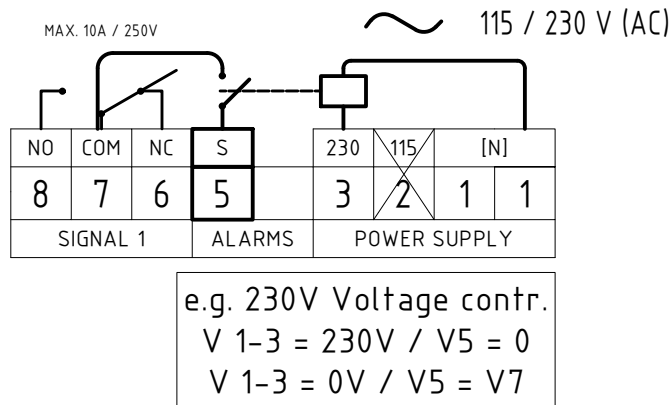 MAX. 10A / 250V
115 / 230 V (AC)
NO COM NC S 230 115 [N]
8 7 6 5 3 2 1 1
SIGNAL 1 ALARMS POWER SUPPLY
e.g. 230V Voltage contr.
V 1-3 = 230V / V5 = 0
V 1-3 = 0V / V5 = V7